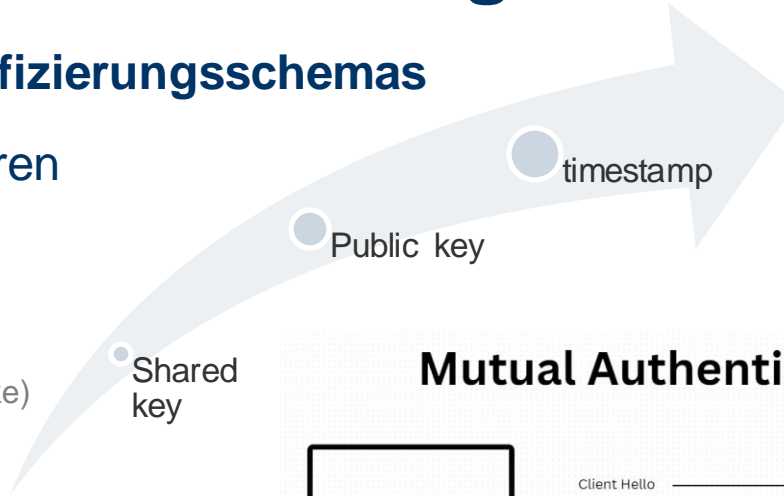 fizierungsschemas
ren
timestamp
Public key
Shared
key
e)
Mutual Authenti
Client Hello